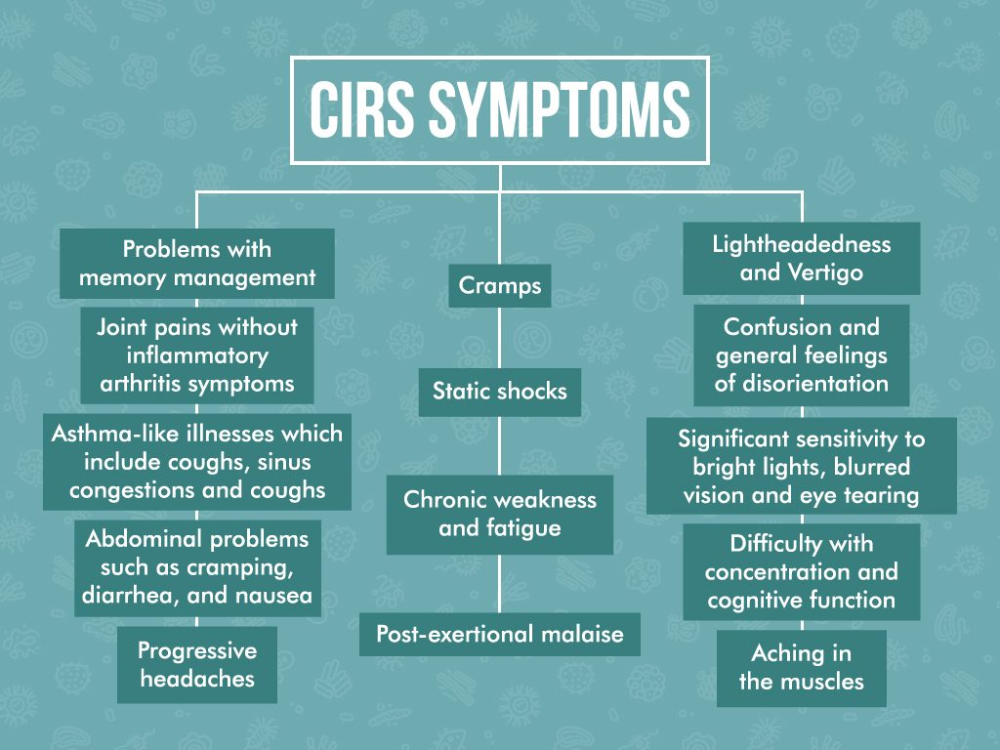 CIRS SYMPTOMS
Problems with
memory management
Joint pains without
inflammatory
arthritis symptoms
Asthma-like illnesses which
include coughs, sinus
congestions and coughs
Abdominal problems
such as cramping,
diarrhea, and nausea
Progressive
headaches
Cramps
Static shocks
Chronic weakness
and fatigue
Post-exertional malaise
Lightheadedness
and Vertigo
Confusion and
general feelings
of disorientation
Significant sensitivity to
bright lights, blurred
vision and eye tearing
Difficulty with
concentration and
cognitive function
Aching in
the muscles